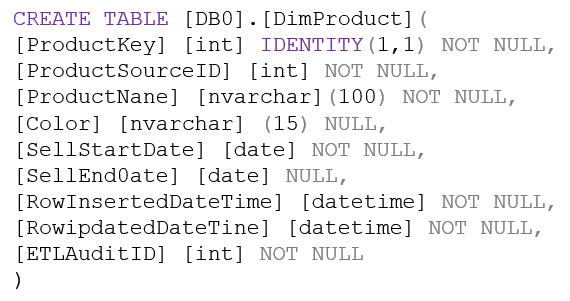 CREATE TABLE [DB0].[DimProduct](
[ProductKey] [int] IDENTITY(1,1) NOT NULL,
[ProductSourceID] [int] NOT NULL,
[ProductNane] [nvarchar](100) NOT NULL,
[Color] [nvarchar] (15) NULL,
[SellStartDate] [date] NOT NULL,
[SellEnd0ate] [date] NULL,
[RowInsertedDateTime] [datetime] NOT NULL,
[RowipdatedDateTine] [datetime] NOT NULL,
[ETLAuditID] [int] NOT NULL
)